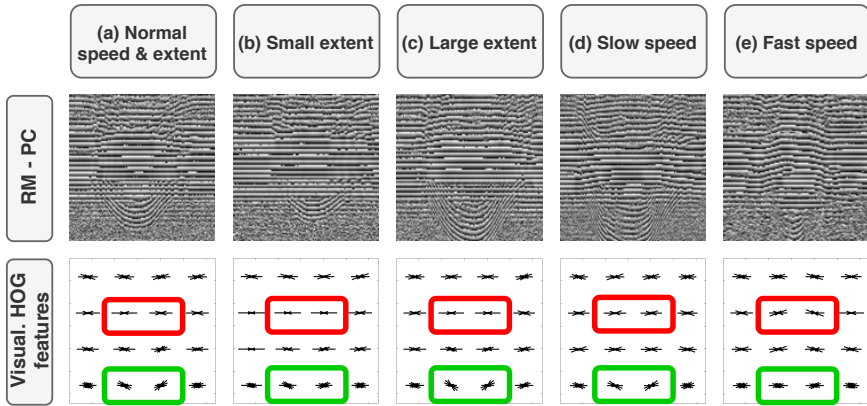 (a) Normal
speed & extent
(b) Small extent
(c) Large extent
(d) Slow speed
(e) Fast speed
RM - PC
Visual. HOG
features